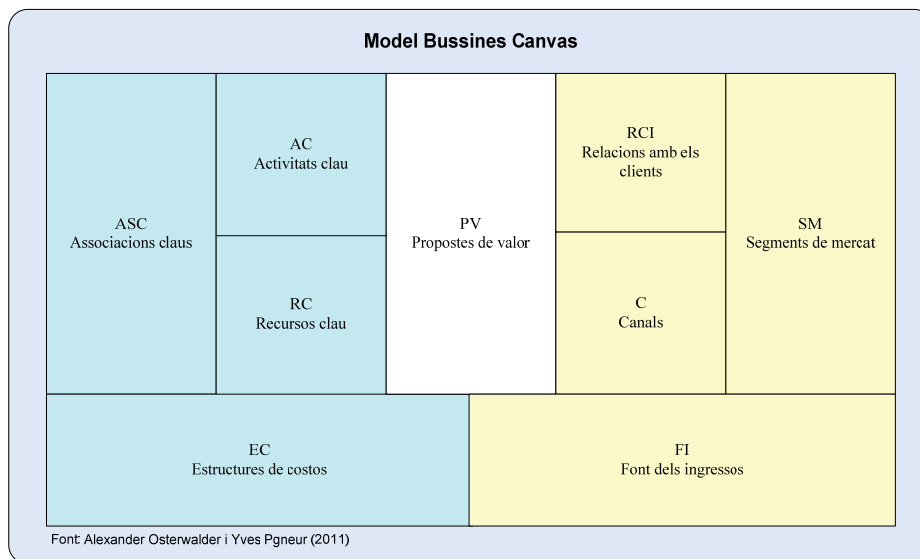 Model Bussines Canvas
ASC
Associacions claus
AC
Activitats clau
RC
Recursos clau
PV
Propostes de valor
RCI
Relacions amb els
clients
C
Canals
SM
Segments de mercat
EC
Estructures de costos
FI
Font dels ingressos
Font: Alexander Osterwalder i Yves Pgneur (2011)